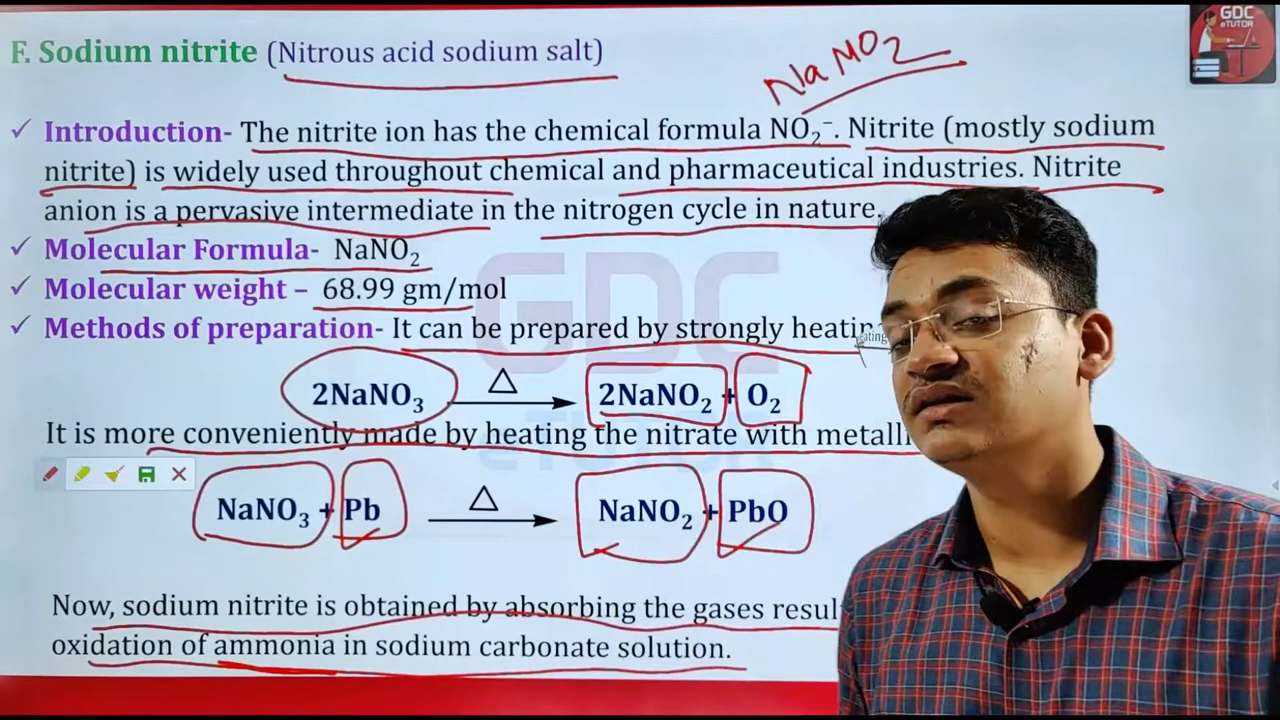 GDC
eTUTOR
F. Sodium nitrite (Nitrous acid sodium salt)
NaNO2
✓ Introduction- The nitrite ion has the chemical formula NO₂⁻. Nitrite (mostly sodium
nitrite) is widely used throughout chemical and pharmaceutical industries. Nitrite
anion is a pervasive intermediate in the nitrogen cycle in nature.
✓ Molecular Formula- NaNO₂
✓ Molecular weight – 68.99 gm/mol
✓ Methods of preparation- It can be prepared by strongly
2NaNO₃ △ 2NaNO₂ + O₂
It is more conveniently made by heating the nitrate with
NaNO₃ + Pb △ NaNO₂ + PbO
Now, sodium nitrite is obtained by absorbing the gases
oxidation of ammonia in sodium carbonate solution.
GDC
eTUTOR